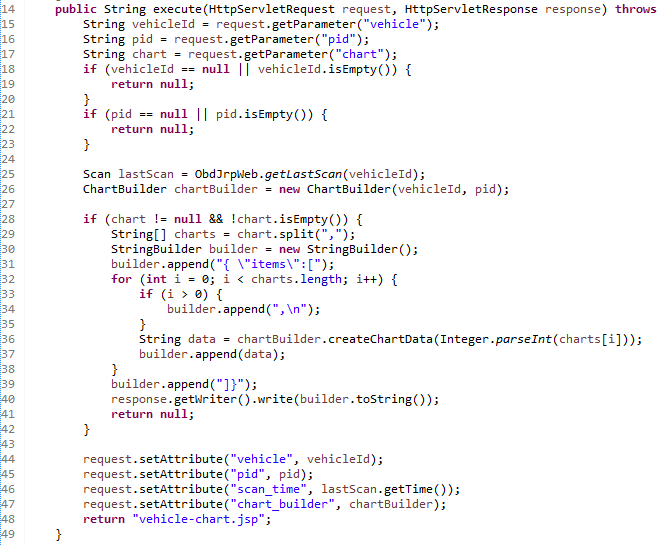 14 public String execute(HttpServletRequest request, HttpServletResponse response) throws
15 String vehicleId = request.getParameter("vehicle");
16 String pid = request.getParameter("pid");
17 String chart = request.getParameter("chart");
18 if (vehicleId == null || vehicleId.isEmpty()) {
19 return null;
20 }
21 if (pid == null || pid.isEmpty()) {
22 return null;
23 }
24
25 Scan lastScan = ObdJrpWeb.getLastScan(vehicleId);
26 ChartBuilder chartBuilder = new ChartBuilder(vehicleId, pid);
27
28 if (chart != null && !chart.isEmpty()) {
29 String[] charts = chart.split(",");
30 StringBuilder builder = new StringBuilder();
31 builder.append("{ \"items\":[");
32 for (int i = 0; i < charts.length; i++) {
33 if (i > 0) {
34 builder.append(",\n");
35 }
36 String data = chartBuilder.createChartData(Integer.parseInt(charts[i]));
37 builder.append(data);
38 }
39 builder.append("]}");
40 response.getWriter().write(builder.toString());
41 return null;
42 }
43
44 request.setAttribute("vehicle", vehicleId);
45 request.setAttribute("pid", pid);
46 request.setAttribute("scan_time", lastScan.getTime());
47 request.setAttribute("chart_builder", chartBuilder);
48 return "vehicle-chart.jsp";
49 }